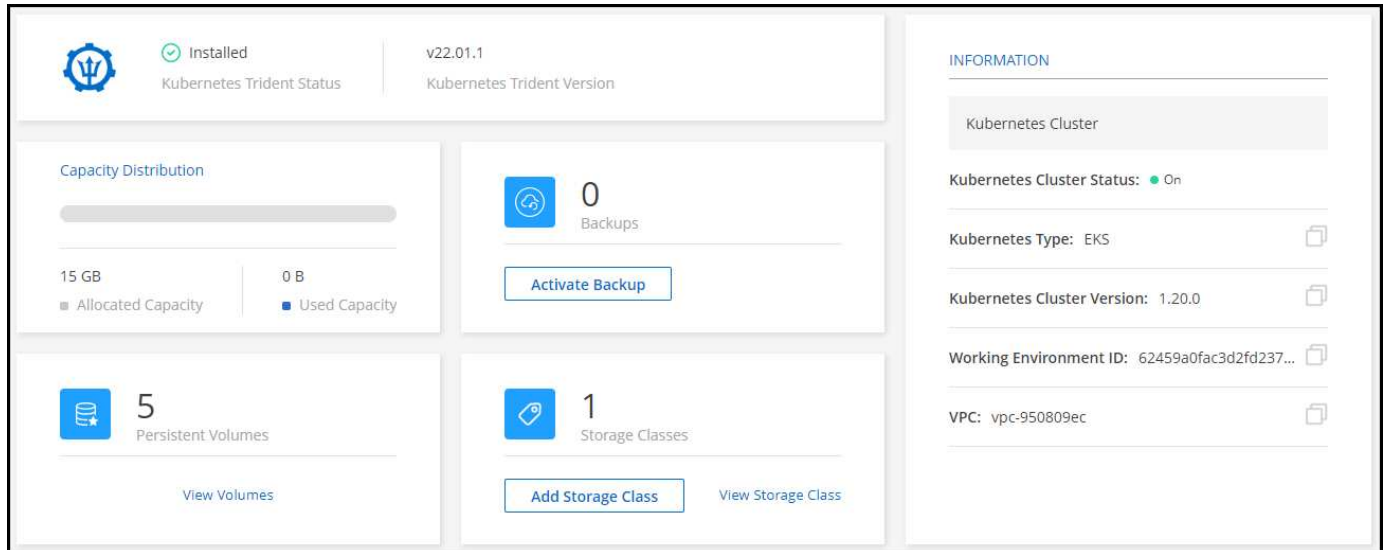 Installed
Kubernetes Trident Status
v22.01.1
Kubernetes Trident Version
Capacity Distribution
15 GB
Allocated Capacity
0 B
Used Capacity
0
Backups
Activate Backup
5
Persistent Volumes
View Volumes
1
Storage Classes
Add Storage Class
View Storage Class
INFORMATION
Kubernetes Cluster
Kubernetes Cluster Status: On
Kubernetes Type: EKS
Kubernetes Cluster Version: 1.20.0
Working Environment ID: 62459a0fac3d2fd237...
VPC: vpc-950809ec